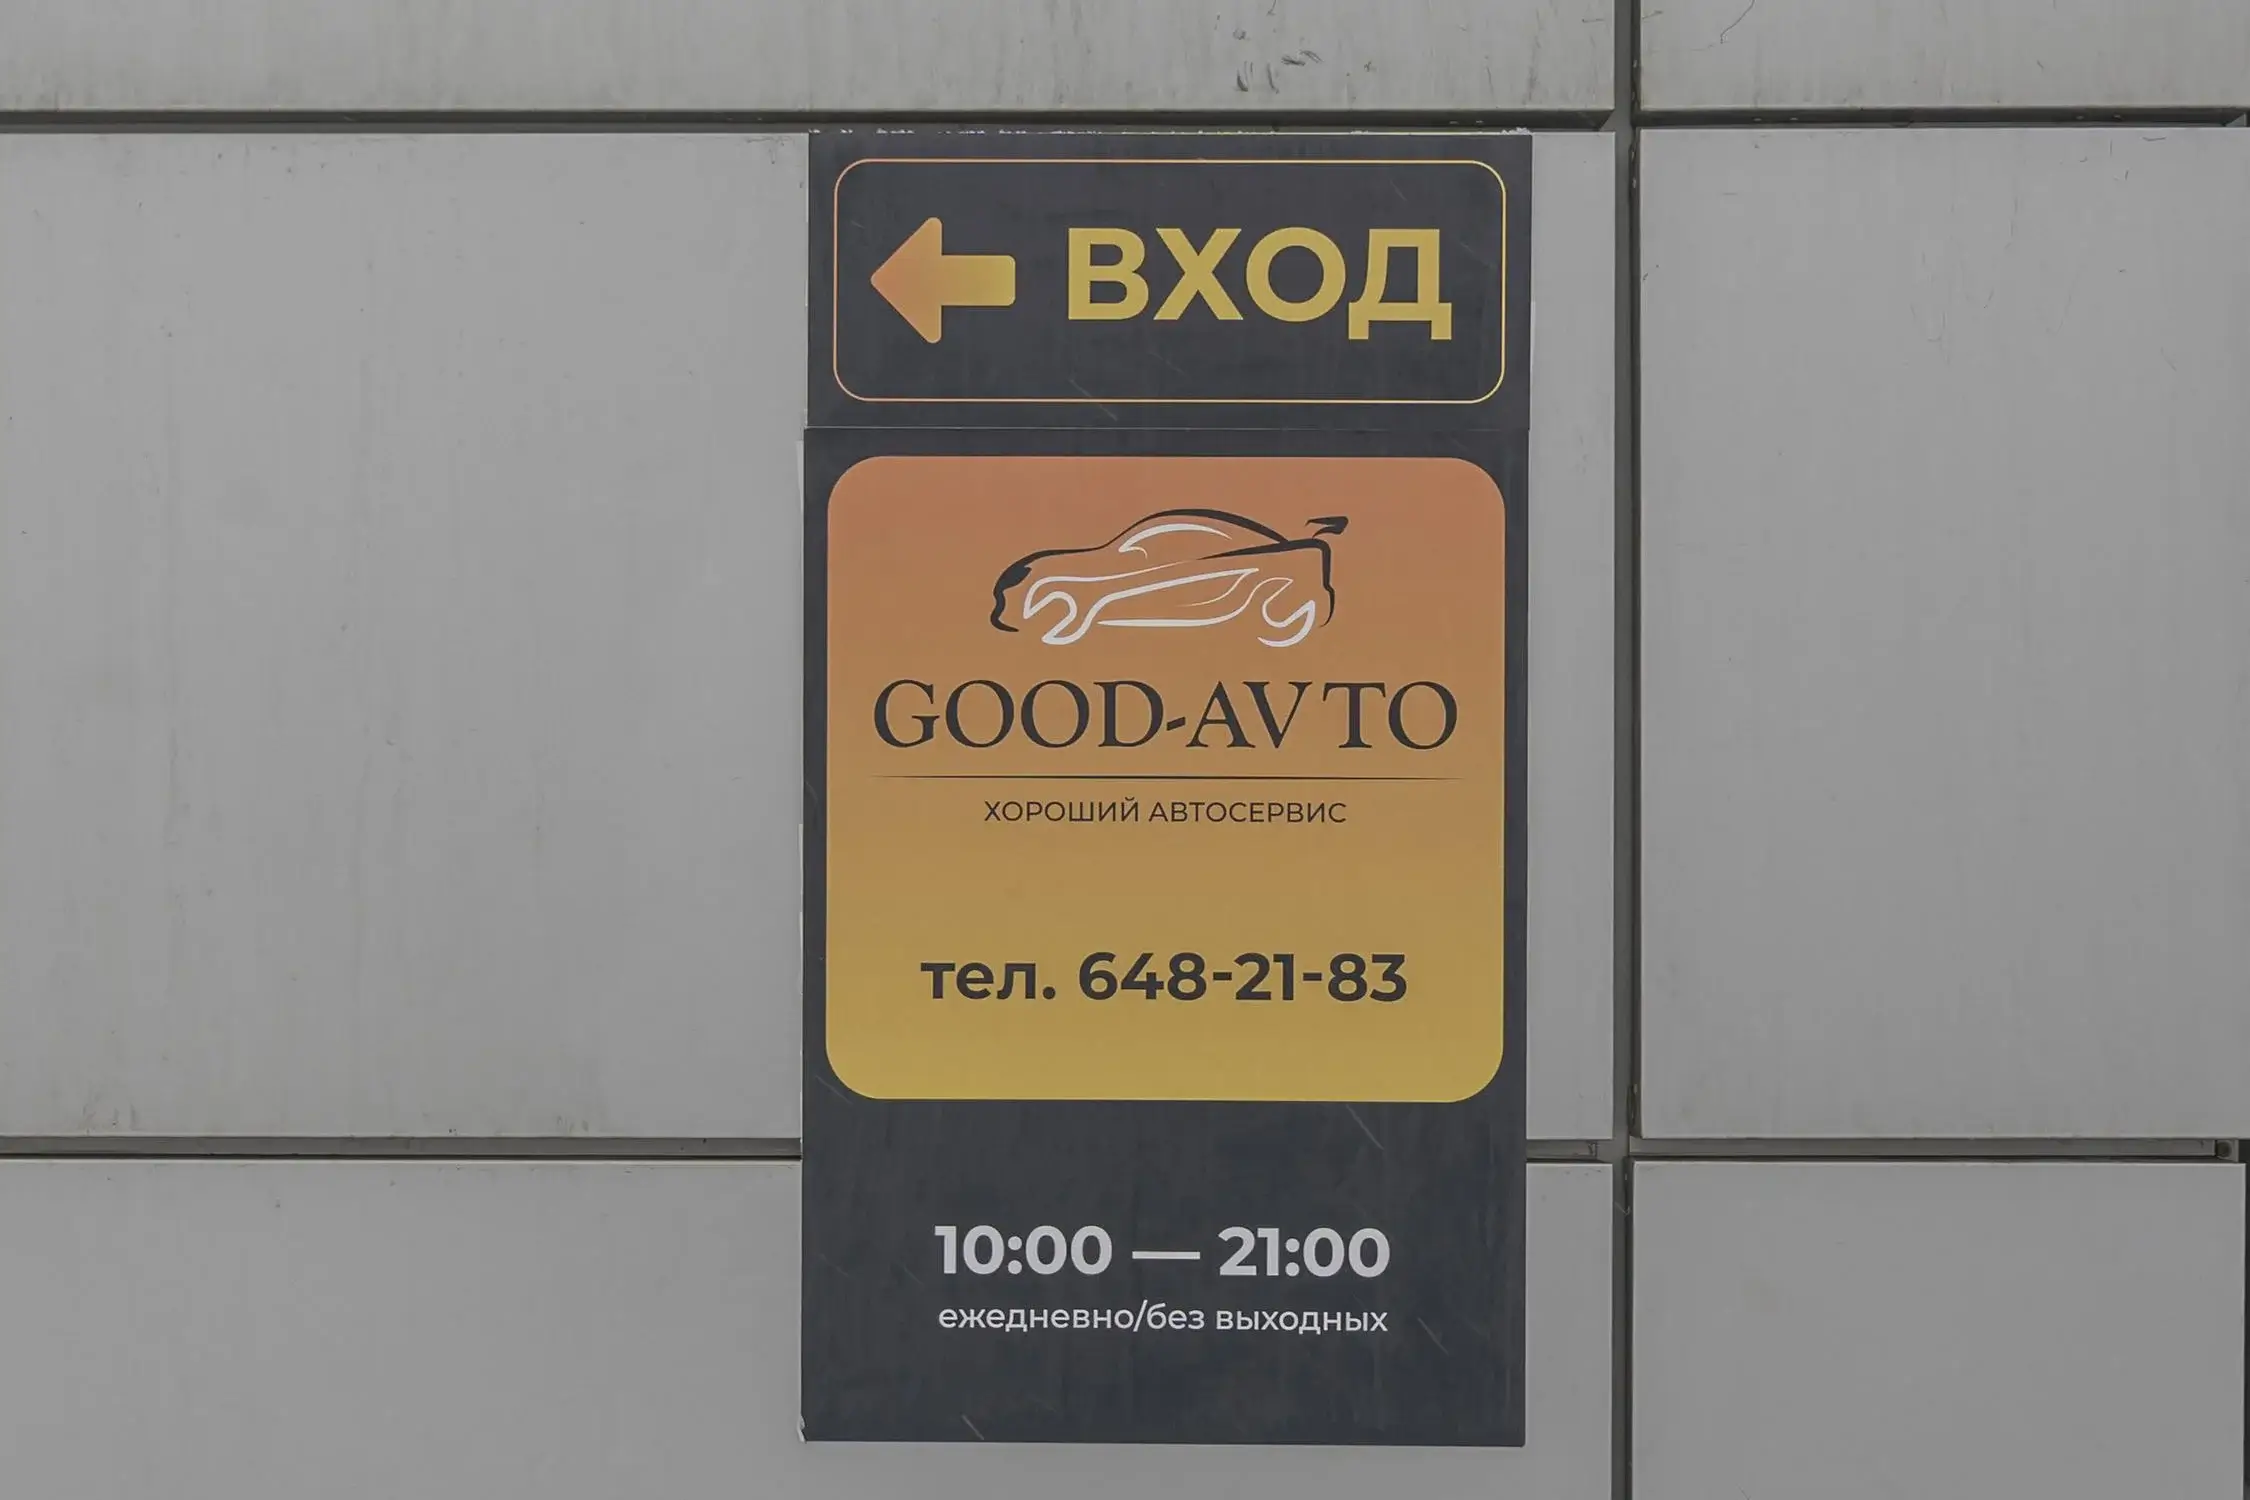 ВХОД
GOOD-AVTO
ХОРОШИЙ АВТОСЕРВИС
тел. 648-21-83
10:00 — 21:00
ежедневно/без выходных